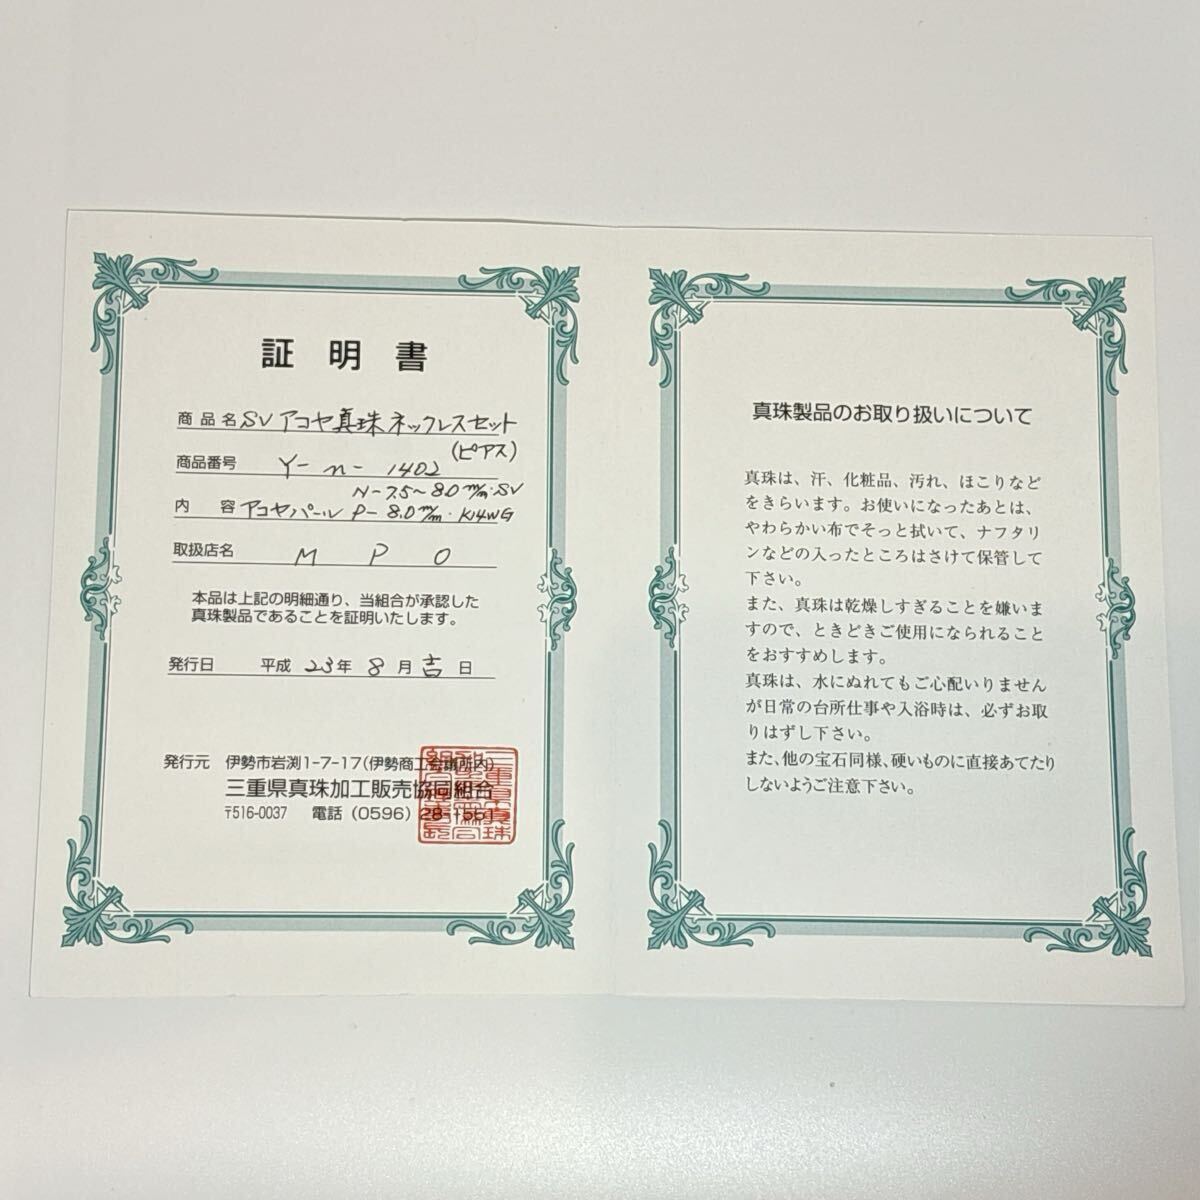 証明書
商品名 SV アコヤ真珠ネックレスセット
(ピアス)
商品番号 Y-n-1402
N-7.5~8.0m/m・SV
内容 アコヤパール P-8.0m/m・K14WG
取扱店名 M P O
本品は上記の明細通り、当組合が承認した
真珠製品であることを証明いたします。
発行日 平成23年8月吉日
発行元 伊勢市岩渕1-7-17(伊勢商工会議所内)
三重県真珠加工販売協同組合
〒516-0037 電話(0596)28-1551
真珠製品のお取り扱いについて
真珠は、汗、化粧品、汚れ、ほこりなど
をきらいます。お使いになったあとは、
やわらかい布でそっと拭いて、ナフタリ
ンなどの入ったところはさけて保管して
下さい。
また、真珠は乾燥しすぎることを嫌いま
すので、ときどきご使用になられること
をおすすめします。
真珠は、水にぬれてもご心配いりません
が日常の台所仕事や入浴時は、必ずお取
りはずし下さい。
また、他の宝石同様、硬いものに直接あてたり
しないようご注意下さい。